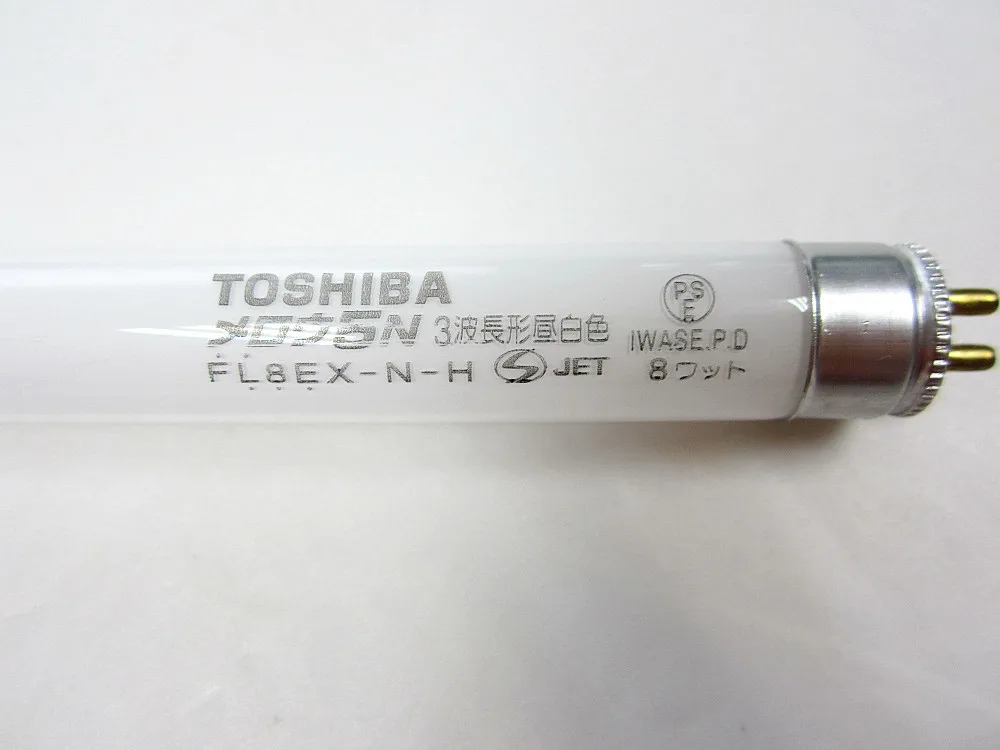 TOSHIBA
メロウ5N 3波長形昼白色
FL8EX-N-H S JET
PS
E
IWASE.P.D
8ワット